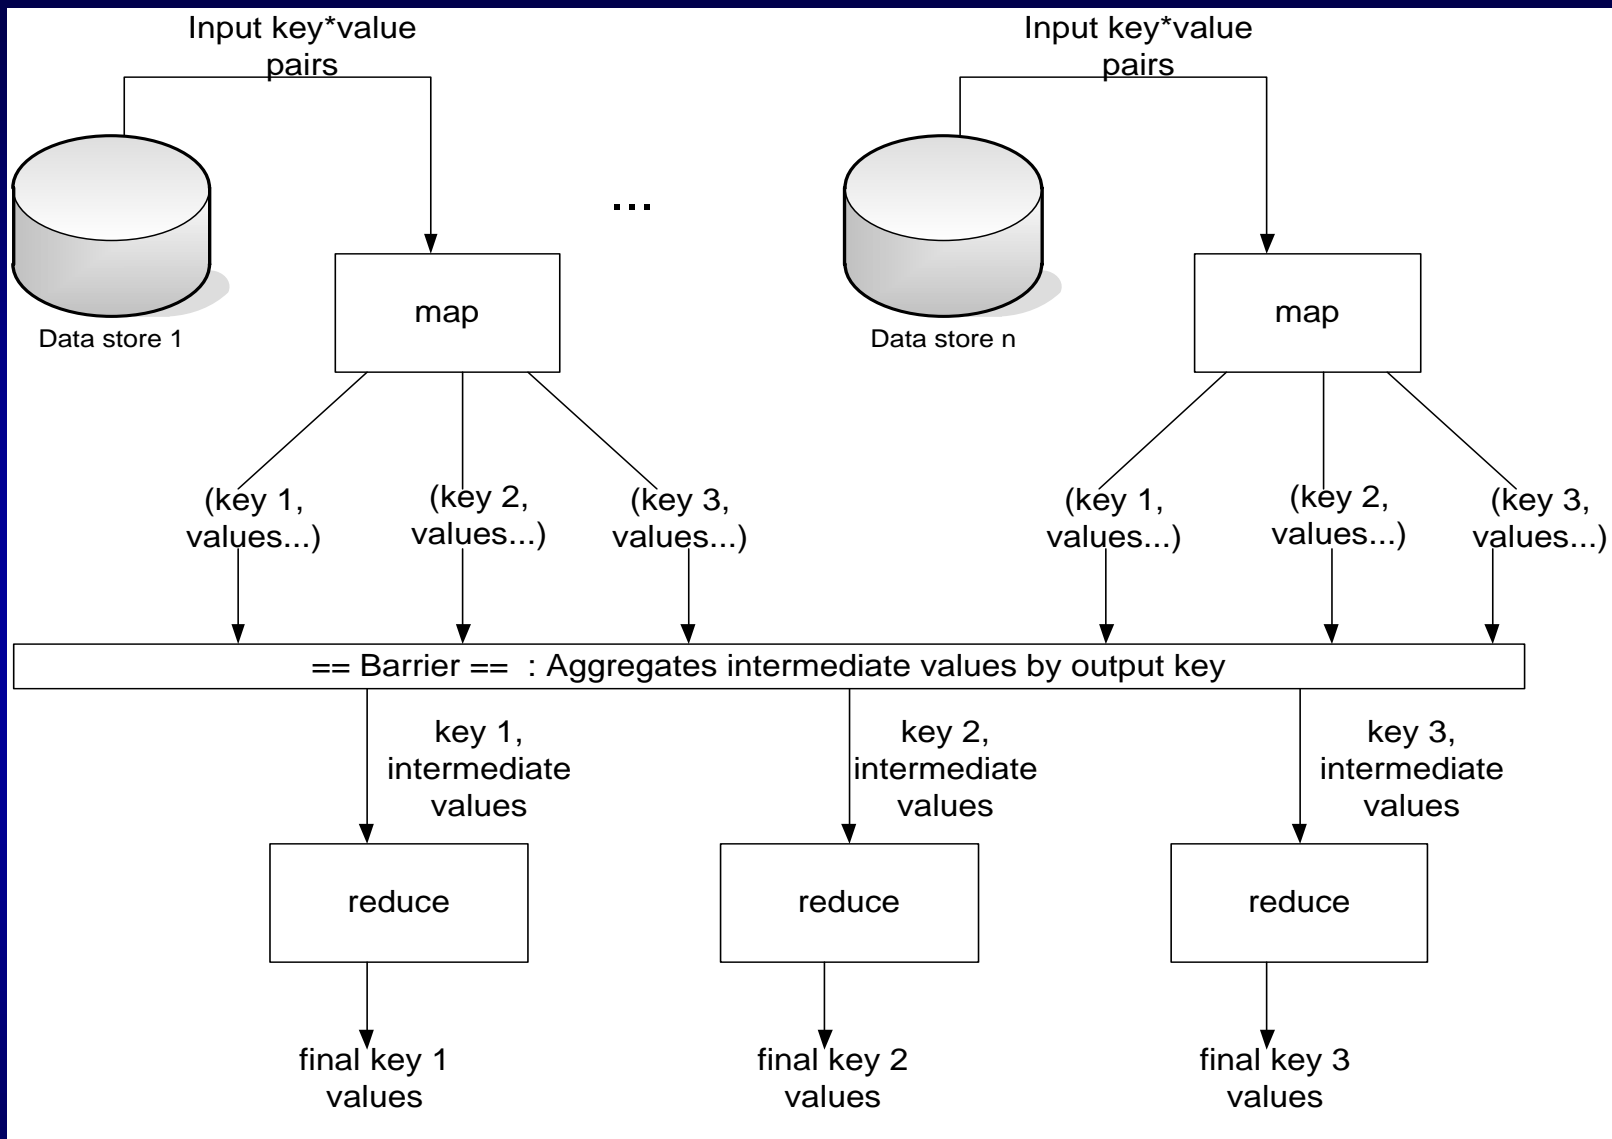 Input key*value
pairs
Input key*value
pairs
...
Data store 1
map
Data store n
map
(key 1,
values...)
(key 2,
values...)
(key 3,
values...)
(key 1,
values...)
(key 2,
values...)
(key 3,
values...)
== Barrier == : Aggregates intermediate values by output key
key 1,
intermediate
values
key 2,
intermediate
values
key 3,
intermediate
values
reduce
reduce
reduce
final key 1
values
final key 2
values
final key 3
values